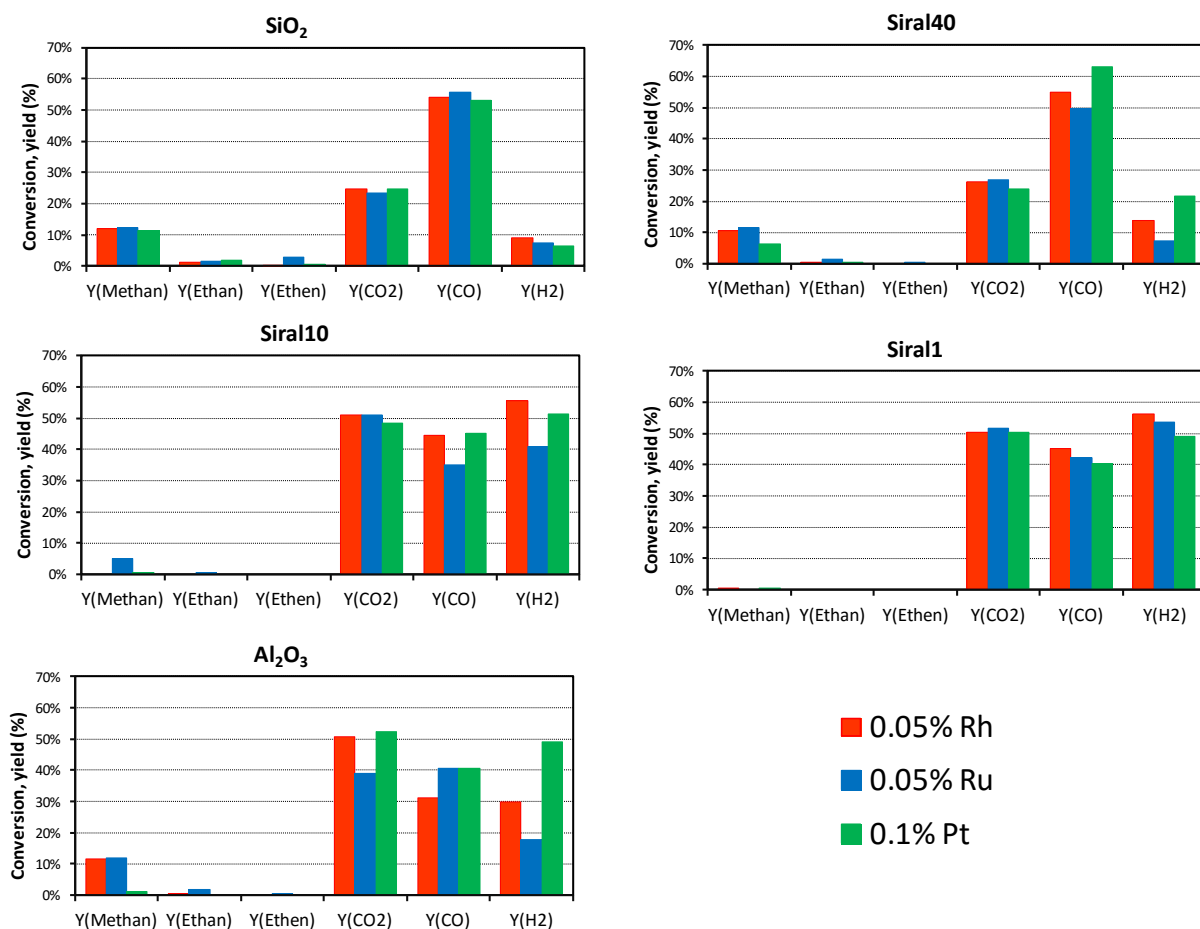 SiO₂
Conversion, yield (%)
70%
60%
50%
40%
30%
20%
10%
0%
Y(Methan) Y(Ethan) Y(Ethen) Y(CO2) Y(CO) Y(H2)
Siral40
Conversion, yield (%)
70%
60%
50%
40%
30%
20%
10%
0%
Y(Methan) Y(Ethan) Y(Ethen) Y(CO2) Y(CO) Y(H2)
Siral10
Conversion, yield (%)
70%
60%
50%
40%
30%
20%
10%
0%
Y(Methan) Y(Ethan) Y(Ethen) Y(CO2) Y(CO) Y(H2)
Siral1
Conversion, yield (%)
70%
60%
50%
40%
30%
20%
10%
0%
Y(Methan) Y(Ethan) Y(Ethen) Y(CO2) Y(CO) Y(H2)
Al₂O₃
Conversion, yield (%)
70%
60%
50%
40%
30%
20%
10%
0%
Y(Methan) Y(Ethan) Y(Ethen) Y(CO2) Y(CO) Y(H2)
0.05% Rh
0.05% Ru
0.1% Pt